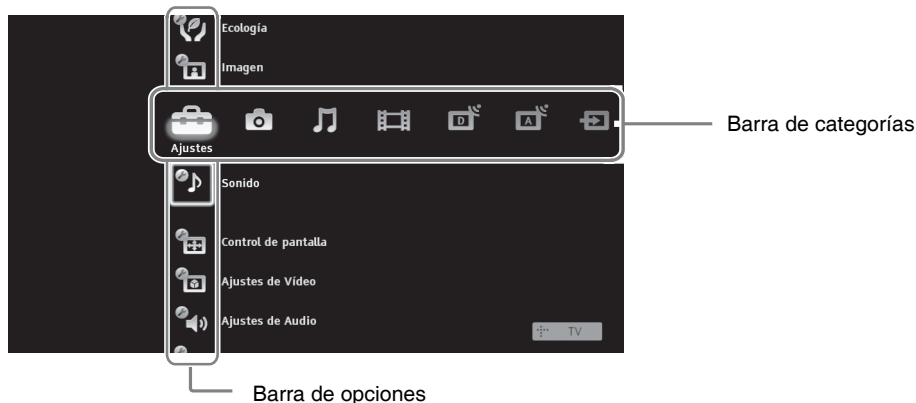 Ecología
Imagen
D
A
Barra de categorías
Ajustes
Sonido
Control de pantalla
Ajustes de Vídeo
Ajustes de Audio
TV
Barra de opciones